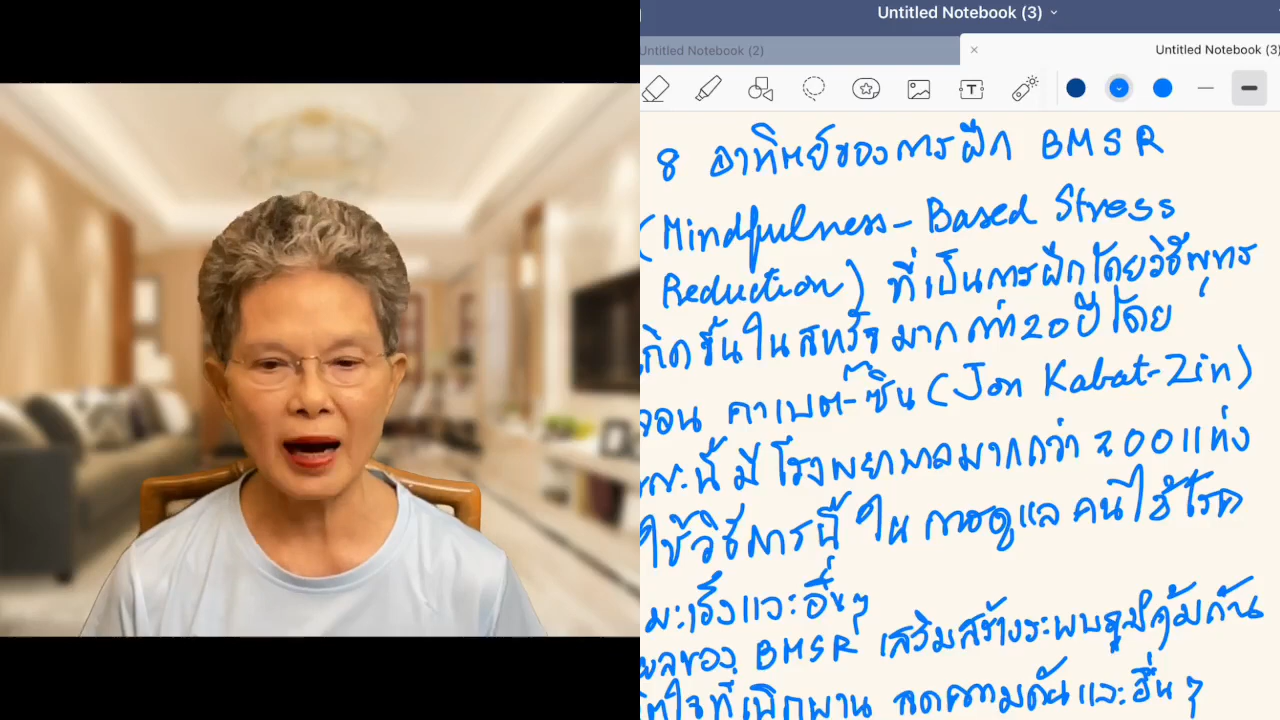 Untitled Notebook (3)
Untitled Notebook (2)
Untitled Notebook (3)
T
8 อาทิตย์ของการฝึก BMSR
(Mindfulness-Based Stress
Reduction) ที่เป็นการฝึกโดยวิธีพุทธ
เกิดขึ้นในสหรัฐมากกว่า 20 ปี โดย
จอน คาเบต-ซิน (Jon Kabat-Zin)
ขณะนี้ มีโรงพยาบาลมากกว่า 200 แห่ง
ใช้วิธีการนี้ ในการดูแลคนไข้โรค
มะเร็งและอื่นๆ
ผลของ BMSR เสริมสร้างระบบภูมิคุ้มกัน
ลดความดันและอื่นๆ